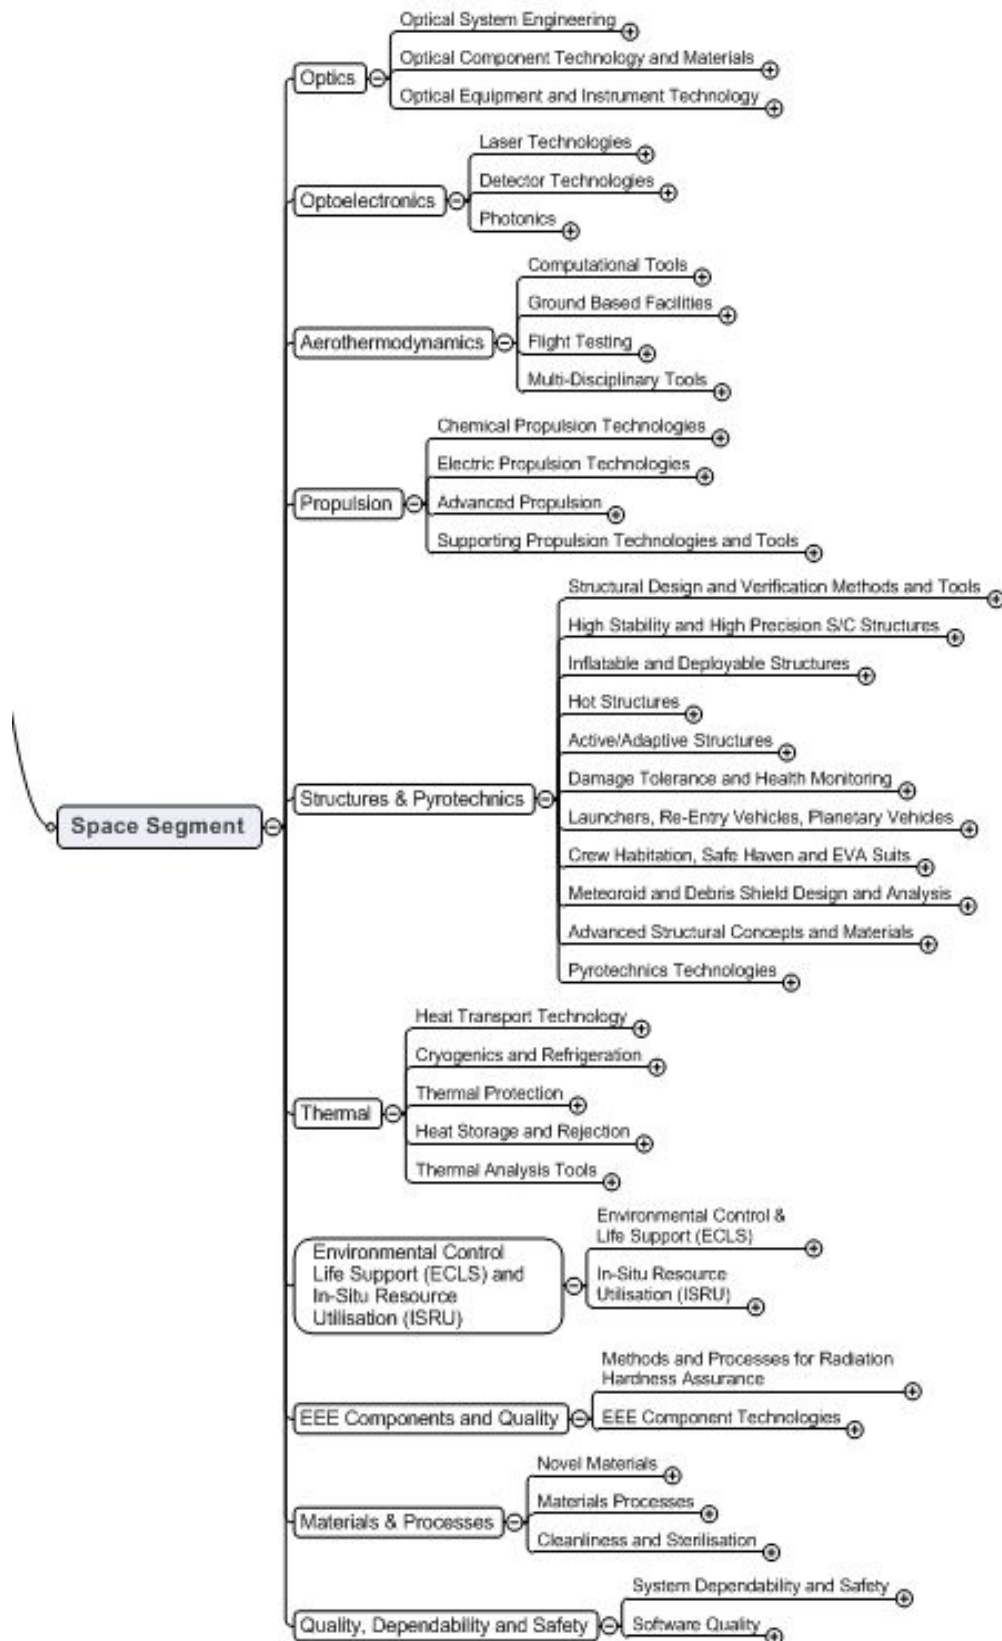 Optical System Engineering
Optical Component Technology and Materials
Optics
Optical Equipment and Instrument Technology
Laser Technologies
Detector Technologies
Optoelectronics
Photonics
Computational Tools
Ground Based Facilities
Aerothermodynamics
Flight Testing
Multi-Disciplinary Tools
Chemical Propulsion Technologies
Electric Propulsion Technologies
Propulsion
Advanced Propulsion
Supporting Propulsion Technologies and Tools
Structural Design and Verification Methods and Tools
High Stability and High Precision S/C Structures
Inflatable and Deployable Structures
Hot Structures
Active/Adaptive Structures
Damage Tolerance and Health Monitoring
Structures & Pyrotechnics
Launchers, Re-Entry Vehicles, Planetary Vehicles
Space Segment
Crew Habitation, Safe Haven and EVA Suits
Meteoroid and Debris Shield Design and Analysis
Advanced Structural Concepts and Materials
Pyrotechnics Technologies
Heat Transport Technology
Cryogenics and Refrigeration
Thermal Protection
Thermal
Heat Storage and Rejection
Thermal Analysis Tools
Environmental Control &
Life Support (ECLS)
Environmental Control
Life Support (ECLS) and
In-Situ Resource
Utilisation (ISRU)
In-Situ Resource
Utilisation (ISRU)
Methods and Processes for Radiation
Hardness Assurance
EEE Components and Quality
EEE Component Technologies
Novel Materials
Materials Processes
Materials & Processes
Cleanliness and Sterilisation
System Dependability and Safety
Quality, Dependability and Safety
Software Quality